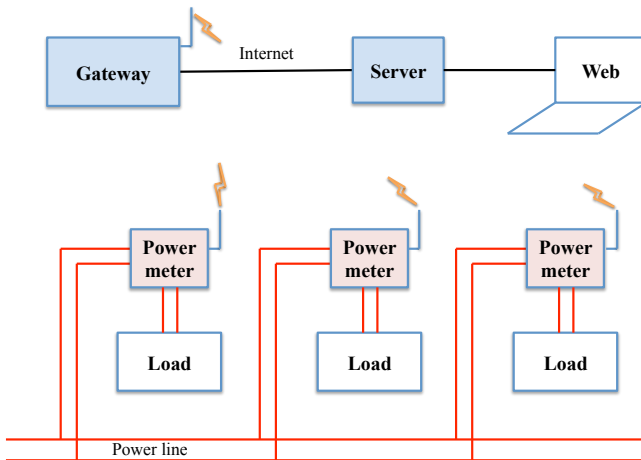 Internet
Gateway
Server
Web
Power
meter
Power
meter
Power
meter
Load
Load
Load
Power line